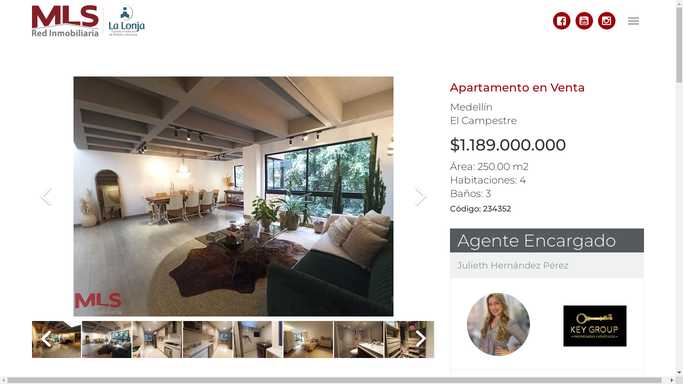 MLS
Red Inmobiliaria
La Lonja
Apartamento en Venta
Medellín
El Campestre
$1.189.000.000
Área: 250.00 m2
Habitaciones: 4
Baños: 3
Código: 234352
Agente Encargado
Julieth Hernández Pérez
MLS
KEY GROUP